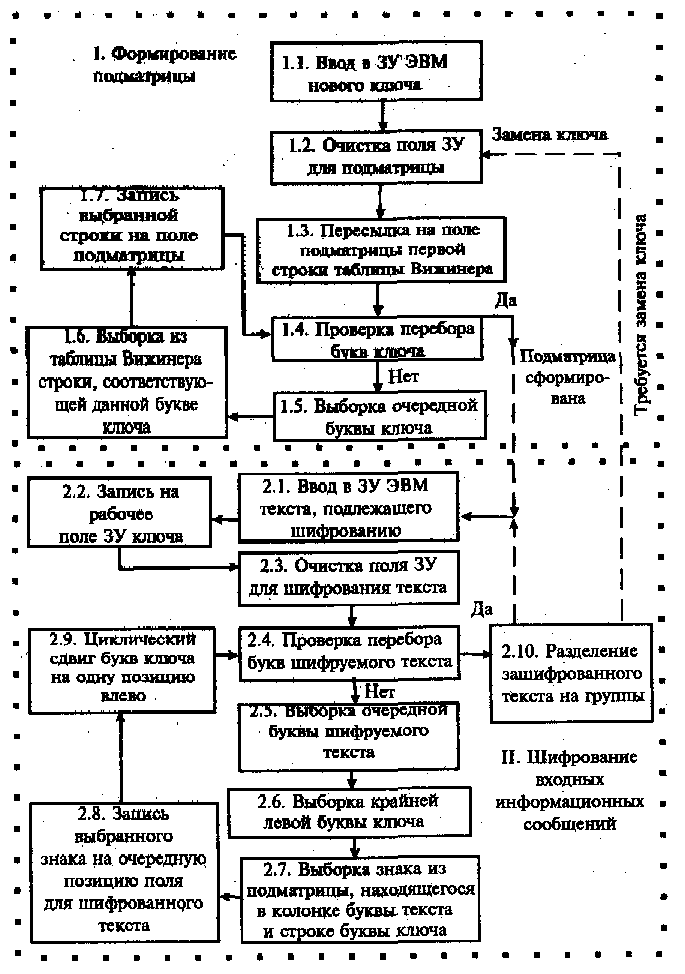 I. Формирование
подматрицы
1.1. Ввод в ЗУ ЭВМ
нового ключа
Замена ключа
1.2. Очистка поля ЗУ
для подматрицы
1.7. Запись
выбранной
строки на поле
подматрицы
1.3. Пересылка на поле
подматрицы первой
строки таблицы Вижинера
Да
1.4. Проверка перебора
букв ключа
Нет
1.6. Выборка из
таблицы Вижинера
строки, соответствую-
щей данной букве
ключа
1.5. Выборка очередной
буквы ключа
Подматрица
сформиро-
вана
Требуется замена ключа
2.2. Запись на
рабочее
поле ЗУ ключа
2.1. Ввод в ЗУ ЭВМ
текста, подлежащего
шифрованию
2.3. Очистка поля ЗУ
для шифрования текста
Да
2.9. Циклический
сдвиг букв ключа
на одну позицию
влево
2.4. Проверка перебора
букв шифруемого текста
2.10. Разделение
зашифрованного
текста на группы
Нет
2.5. Выборка очередной
буквы шифруемого
текста
II. Шифрование
входных
информационных
сообщений
2.6. Выборка крайней
левой буквы ключа
2.8. Запись
выбранного
знака на очередную
позицию поля
для шифрованного
текста
2.7. Выборка знака из
подматрицы, находящегося
в колонке буквы текста
и строке буквы ключа